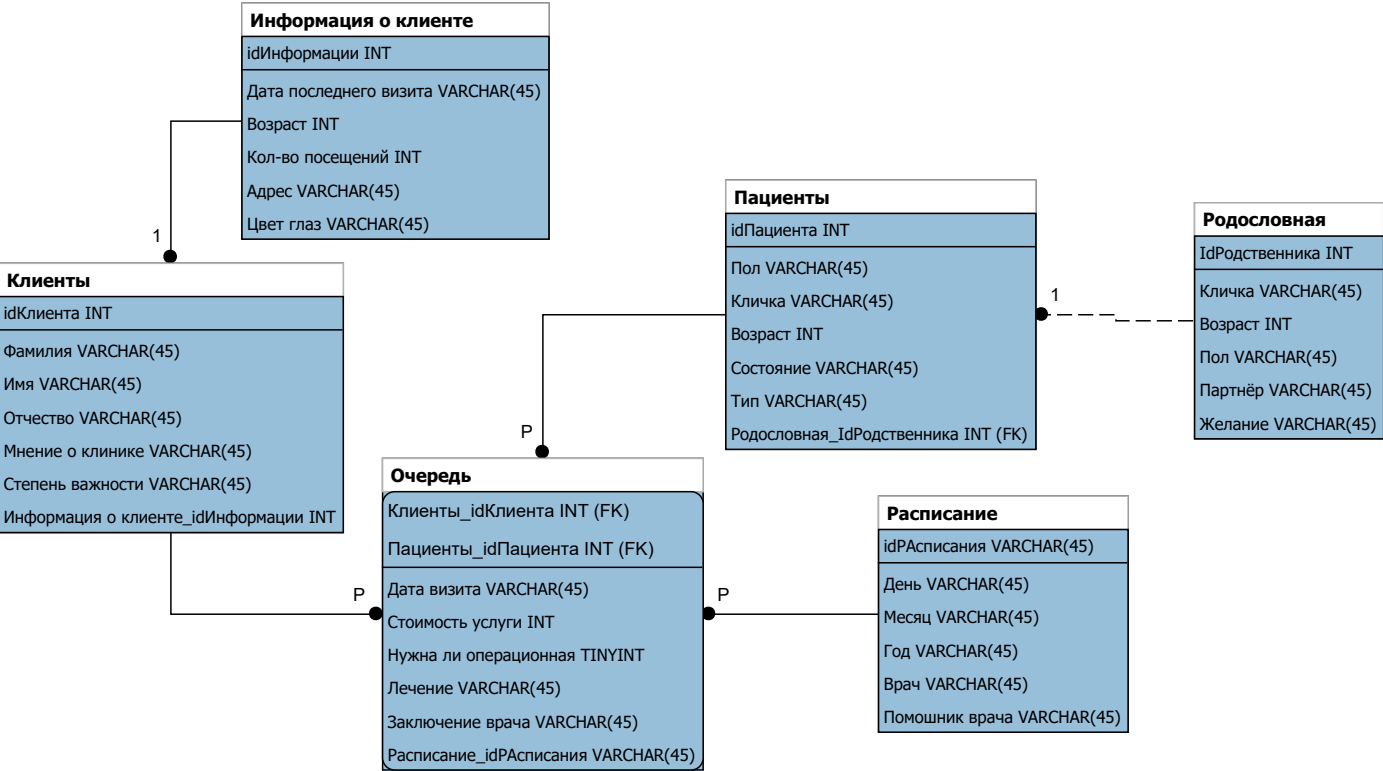 Информация о клиенте
idИнформации INT
Дата последнего визита VARCHAR(45)
Возраст INT
Кол-во посещений INT
Адрес VARCHAR(45)
Цвет глаз VARCHAR(45)
1
Клиенты
idКлиента INT
Фамилия VARCHAR(45)
Имя VARCHAR(45)
Отчество VARCHAR(45)
Мнение о клинике VARCHAR(45)
Степень важности VARCHAR(45)
Информация о клиенте_idИнформации INT
Пациенты
idПациента INT
Пол VARCHAR(45)
Кличка VARCHAR(45)
Возраст INT
Состояние VARCHAR(45)
Тип VARCHAR(45)
Родословная_IdРодственника INT (FK)
1
Родословная
IdРодственника INT
Кличка VARCHAR(45)
Возраст INT
Пол VARCHAR(45)
Партнёр VARCHAR(45)
Желание VARCHAR(45)
P
P
P
Очередь
Клиенты_idКлиента INT (FK)
Пациенты_idПациента INT (FK)
Дата визита VARCHAR(45)
Стоимость услуги INT
Нужна ли операционная TINYINT
Лечение VARCHAR(45)
Заключение врача VARCHAR(45)
Расписание_idРАсписания VARCHAR(45)
Расписание
idРАсписания VARCHAR(45)
День VARCHAR(45)
Месяц VARCHAR(45)
Год VARCHAR(45)
Врач VARCHAR(45)
Помошник врача VARCHAR(45)